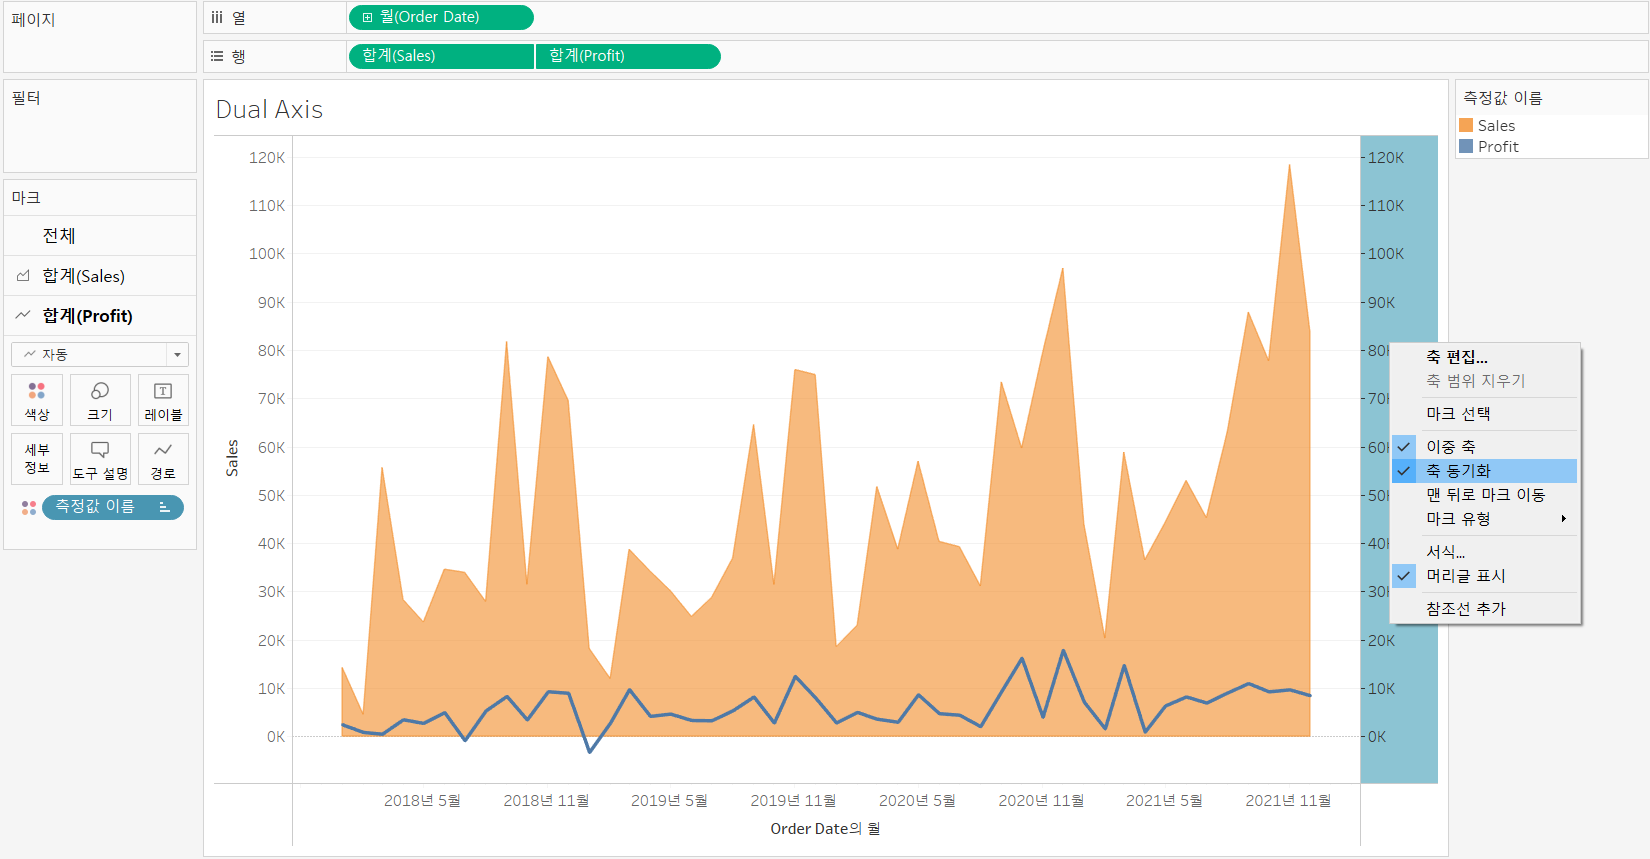 페이지
열
월(Order Date)
행
합계(Sales)
합계(Profit)
필터
마크
전체
합계(Sales)
합계(Profit)
자동
색상
크기
레이블
세부
정보
도구 설명
경로
측정값 이름
Dual Axis
120K
110K
100K
90K
80K
70K
60K
50K
40K
30K
20K
10K
0K
Sales
120K
110K
100K
90K
80
70
60
50
40
30
20K
10K
0K
2018년 5월
2018년 11월
2019년 5월
2019년 11월
2020년 5월
2020년 11월
2021년 5월
2021년 11월
Order Date의 월
측정값 이름
Sales
Profit
축 편집...
축 범위 지우기
마크 선택
이중 축
축 동기화
맨 뒤로 마크 이동
마크 유형
서식...
머리글 표시
참조선 추가